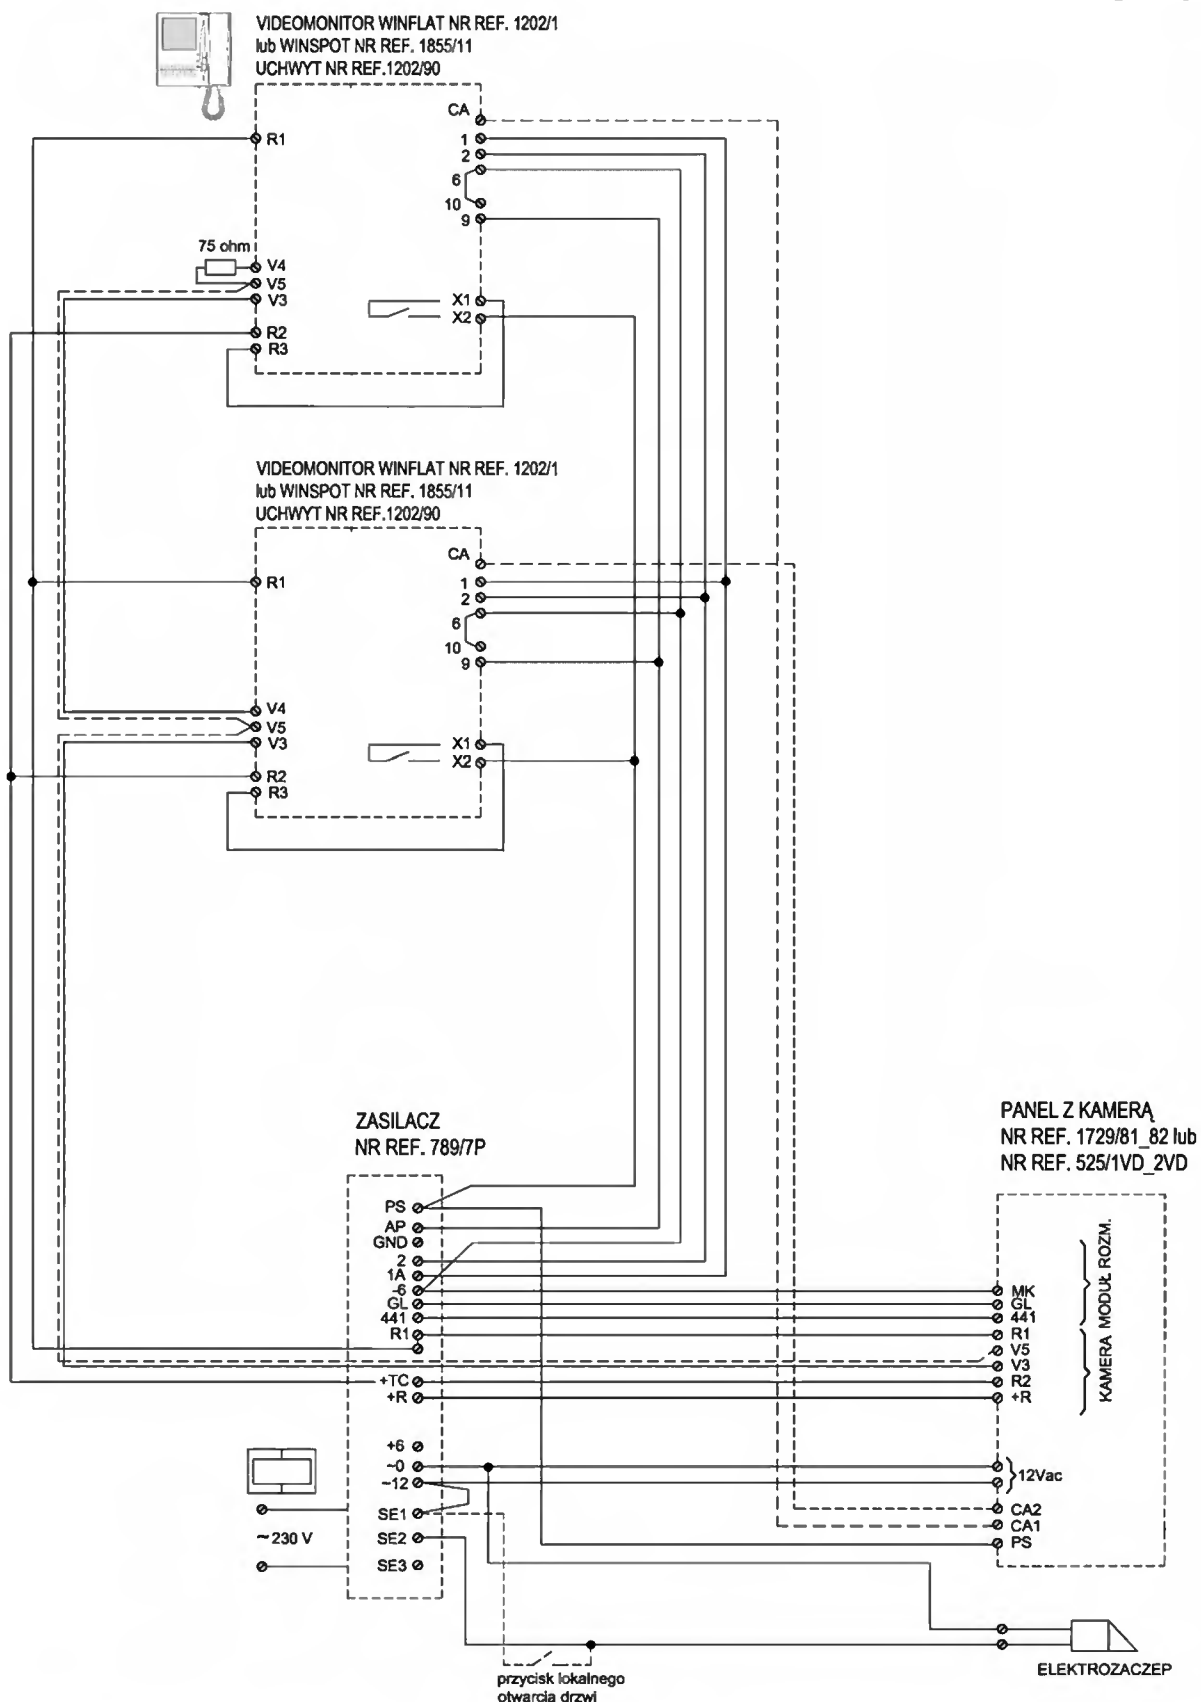 VIDEOMONITOR WINFLAT NR REF. 1202/1
lub WINSPOT NR REF. 1855/11
UCHWYT NR REF.1202/90
CA
R1
1
2
6
10
9
75 ohm
V4
V5
V3
X1
X2
R2
R3
VIDEOMONITOR WINFLAT NR REF. 1202/1
lub WINSPOT NR REF. 1855/11
UCHWYT NR REF.1202/90
CA
R1
1
2
6
10
9
V4
V5
V3
X1
X2
R2
R3
ZASILACZ
NR REF. 789/7P
PS
AP
GND
2
1A
-6
GL
441
R1
+TC
+R
+6
~0
~12
SE1
SE2
SE3
~ 230 V
PANEL Z KAMERĄ
NR REF. 1729/81_82 lub
NR REF. 525/1VD_2VD
MK
GL
441
R1
V5
V3
R2
+R
KAMERA MODUŁ ROZM.
12Vac
CA2
CA1
PS
przycisk lokalnego
otwarcia drzwi
ELEKTROZACZEP